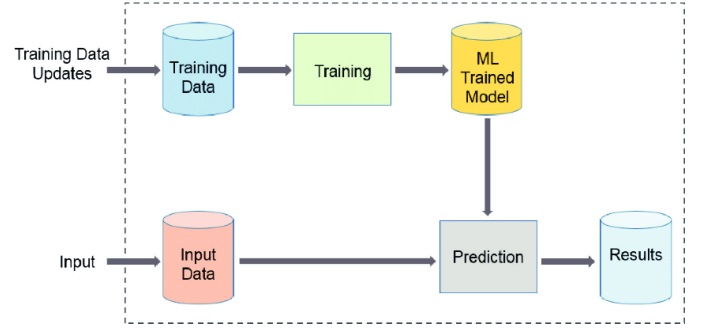 Training Data
Updates
Training
Data
Training
ML
Trained
Model
Input
Input
Data
Prediction
Results